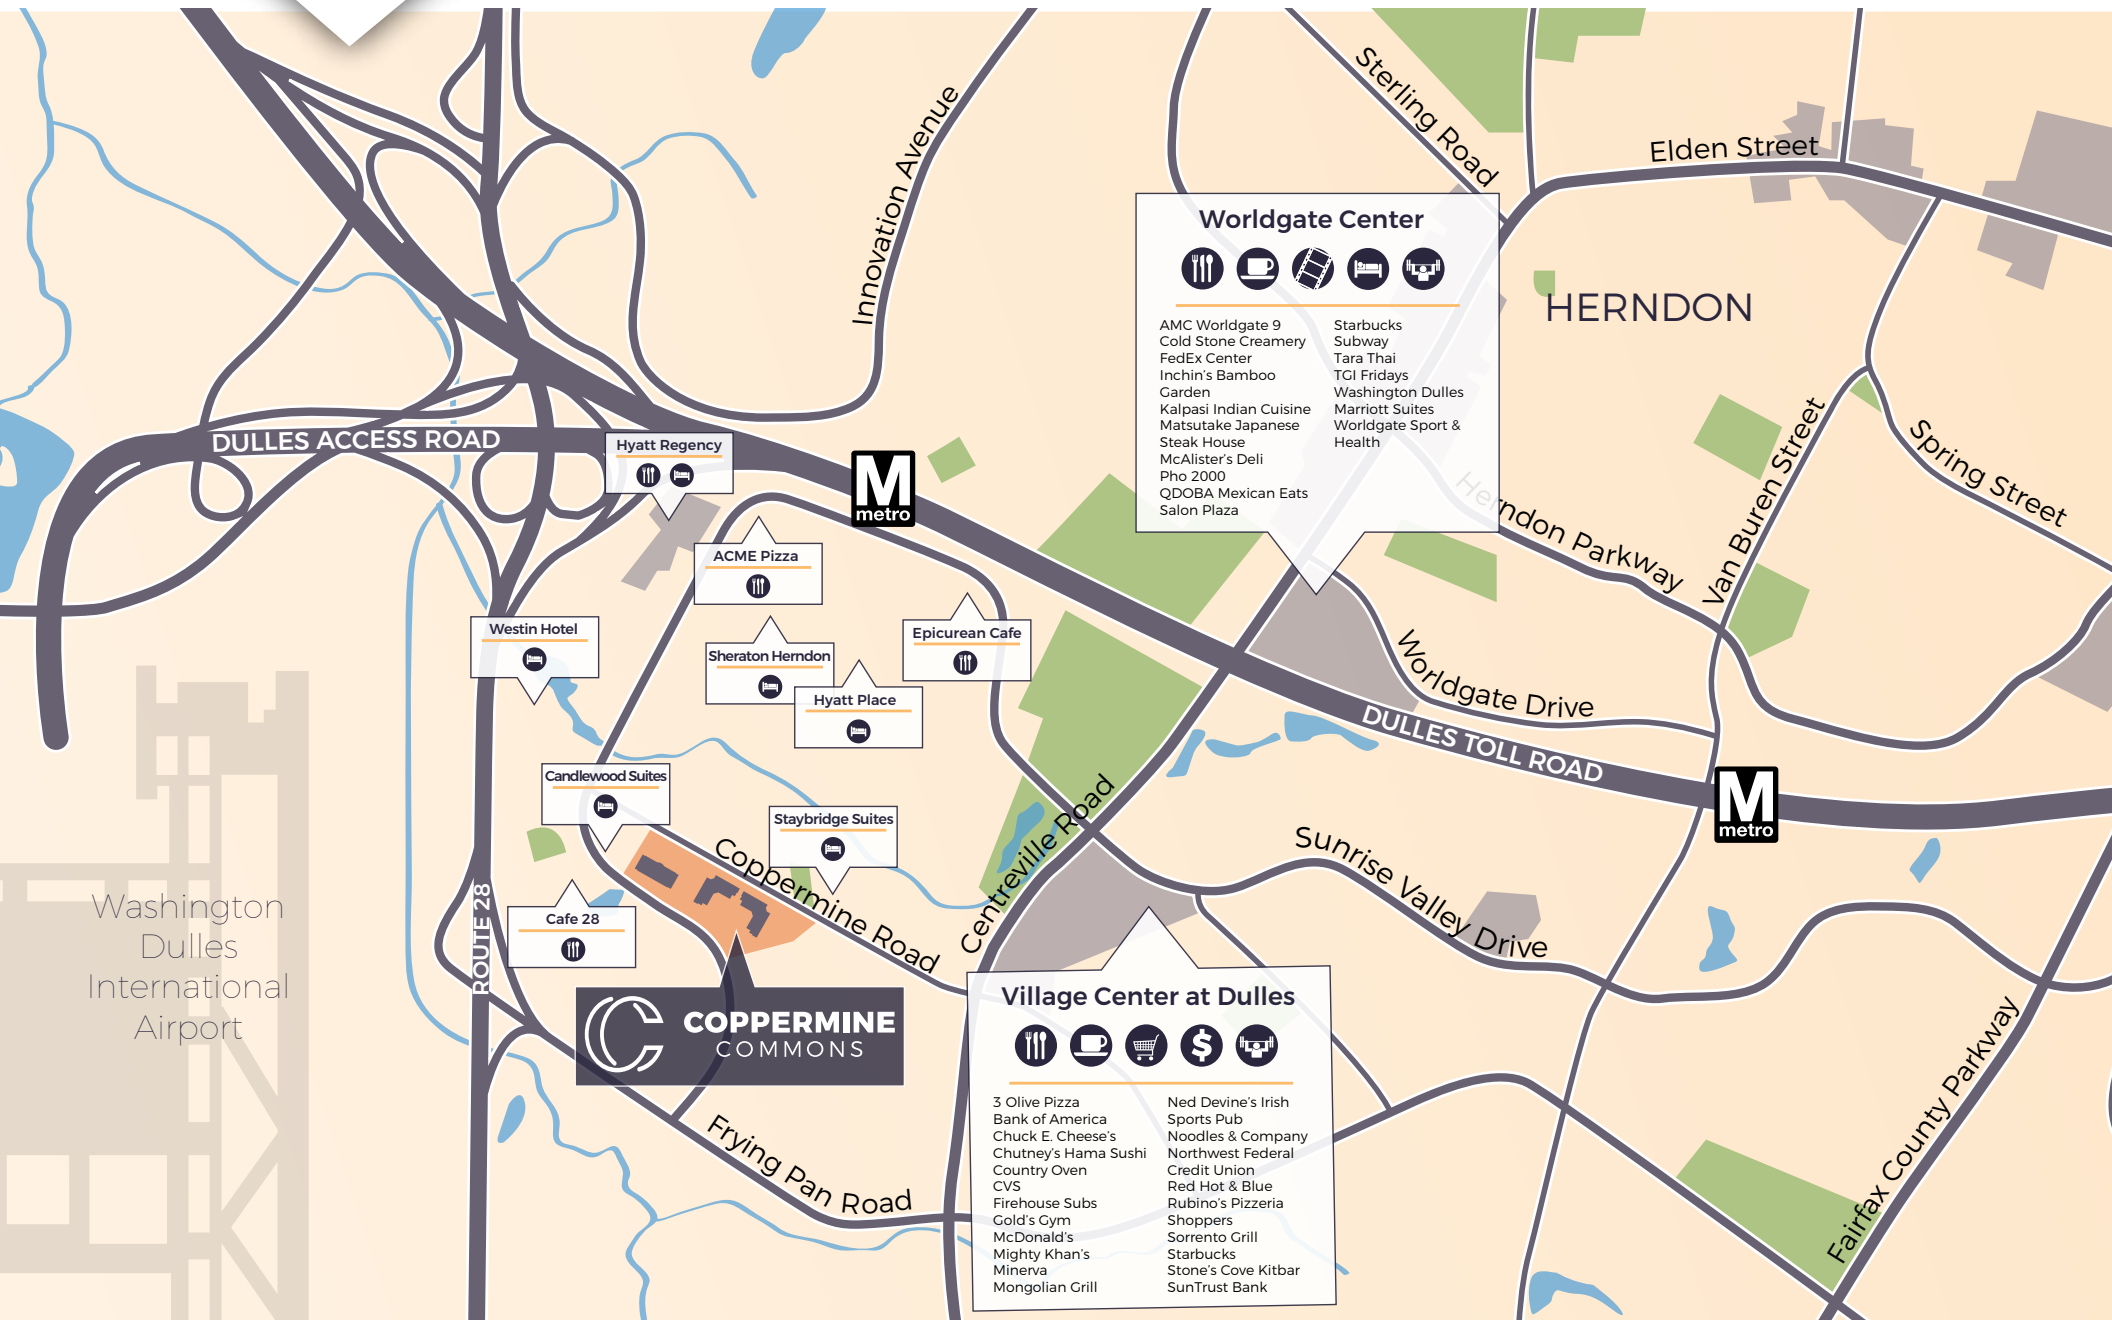 Sterling Road
Innovation Avenue
Elden Street
Worldgate Center
AMC Worldgate 9
Cold Stone Creamery
FedEx Center
Inchin's Bamboo
Garden
Kalpasi Indian Cuisine
Matsutake Japanese
Steak House
McAlister's Deli
Pho 2000
QDOBA Mexican Eats
Salon Plaza
Starbucks
Subway
Tara Thai
TGI Fridays
Washington Dulles
Marriott Suites
Worldgate Sport &
Health
HERNDON
DULLES ACCESS ROAD
Hyatt Regency
M
metro
Herndon Parkway
Van Buren Street
Spring Street
ACME Pizza
Westin Hotel
Sheraton Herndon
Hyatt Place
Epicurean Cafe
Worldgate Drive
DULLES TOLL ROAD
M
metro
Candlewood Suites
Staybridge Suites
Coppermine Road
Centreville Road
Sunrise Valley Drive
Cafe 28
ROUTE 28
Washington
Dulles
International
Airport
COPPERMINE
COMMONS
Village Center at Dulles
$
3 Olive Pizza
Bank of America
Chuck E. Cheese's
Chutney's Hama Sushi
Country Oven
CVS
Firehouse Subs
Gold's Gym
McDonald's
Mighty Khan's
Minerva
Mongolian Grill
Ned Devine's Irish
Sports Pub
Noodles & Company
Northwest Federal
Credit Union
Red Hot & Blue
Rubino's Pizzeria
Shoppers
Sorrento Grill
Starbucks
Stone's Cove Kitbar
SunTrust Bank
Frying Pan Road
Fairfax County Parkway